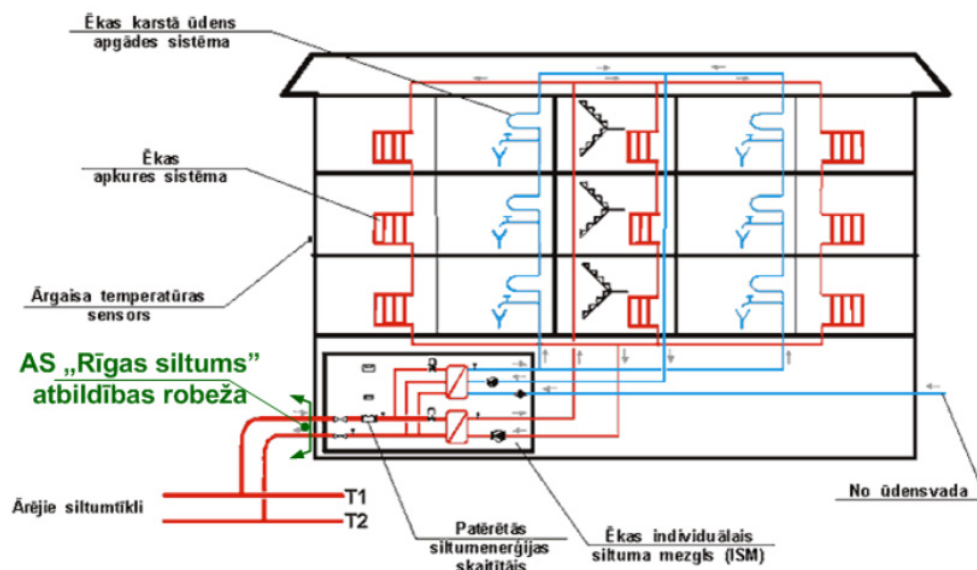 Ēkas karstā ūdens
apgādes sistēma
Ēkas
apkures sistēma
Ārgaisa temperatūras
sensors
AS „Rīgas siltums”
atbildības robeža
Ārējie siltumtīkli
T1
T2
Patērētās
siltumenerģijas
skaitītājs
Ēkas individuālais
siltuma mezgls (ISM)
No ūdensvada